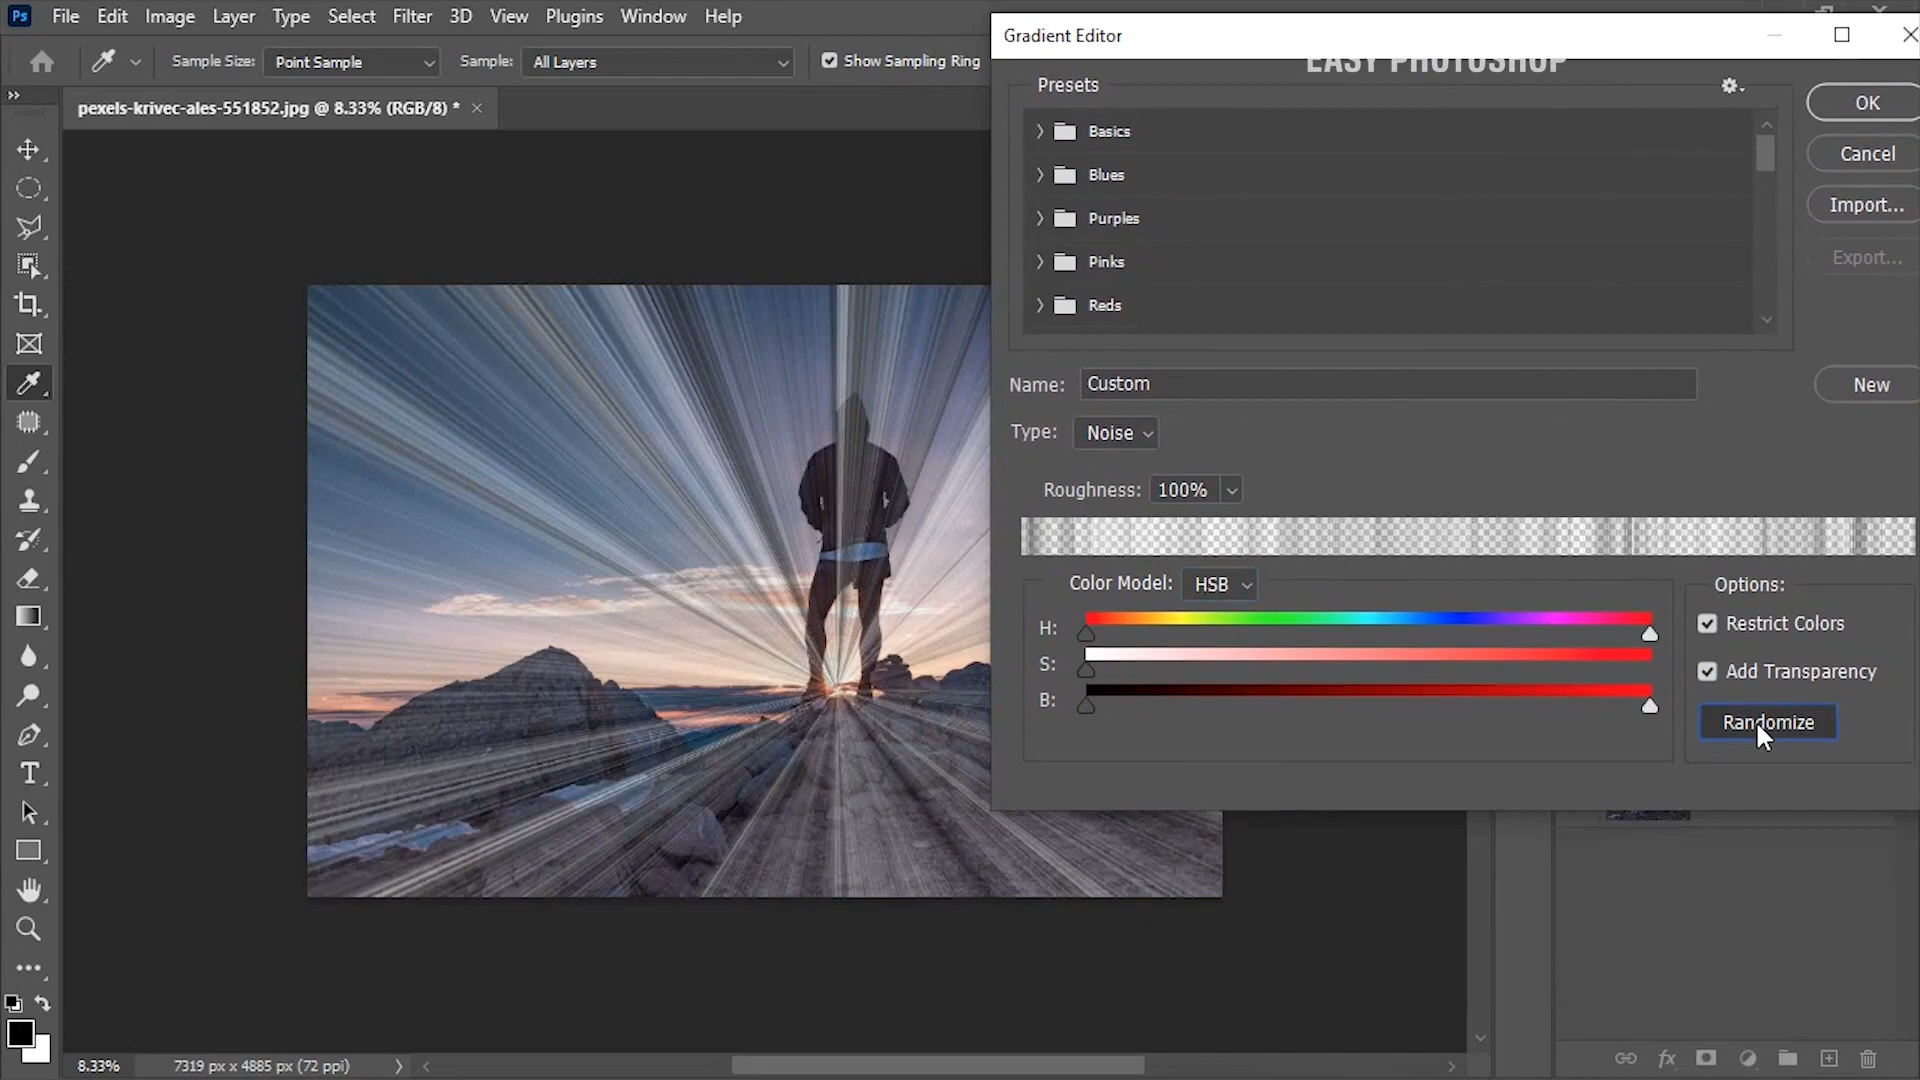 Ps File Edit Image Layer Type Select Filter 3D View Plugins Window Help
Sample Size: Point Sample Sample: All Layers Show Sampling Ring
pexels-krivec-ales-551852.jpg @ 8.33% (RGB/8) *
Gradient Editor
EASY PHOTOSHOP
Presets
Basics
Blues
Purples
Pinks
Reds
OK
Cancel
Import...
Export...
Name: Custom
New
Type: Noise
Roughness: 100%
Color Model: HSB
H:
S:
B:
Options:
Restrict Colors
Add Transparency
Randomize
8.33% 7319 px x 4885 px (72 ppi)
fx